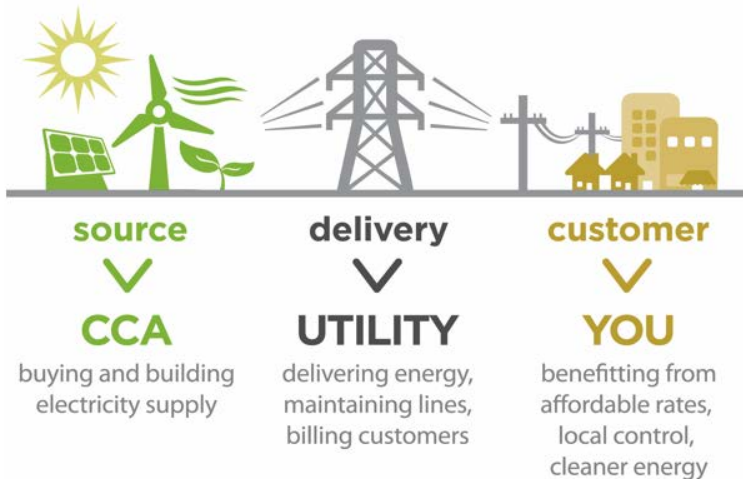 source
CCA
buying and building
electricity supply
delivery
UTILITY
delivering energy,
maintaining lines,
billing customers
customer
YOU
benefitting from
affordable rates,
local control,
cleaner energy